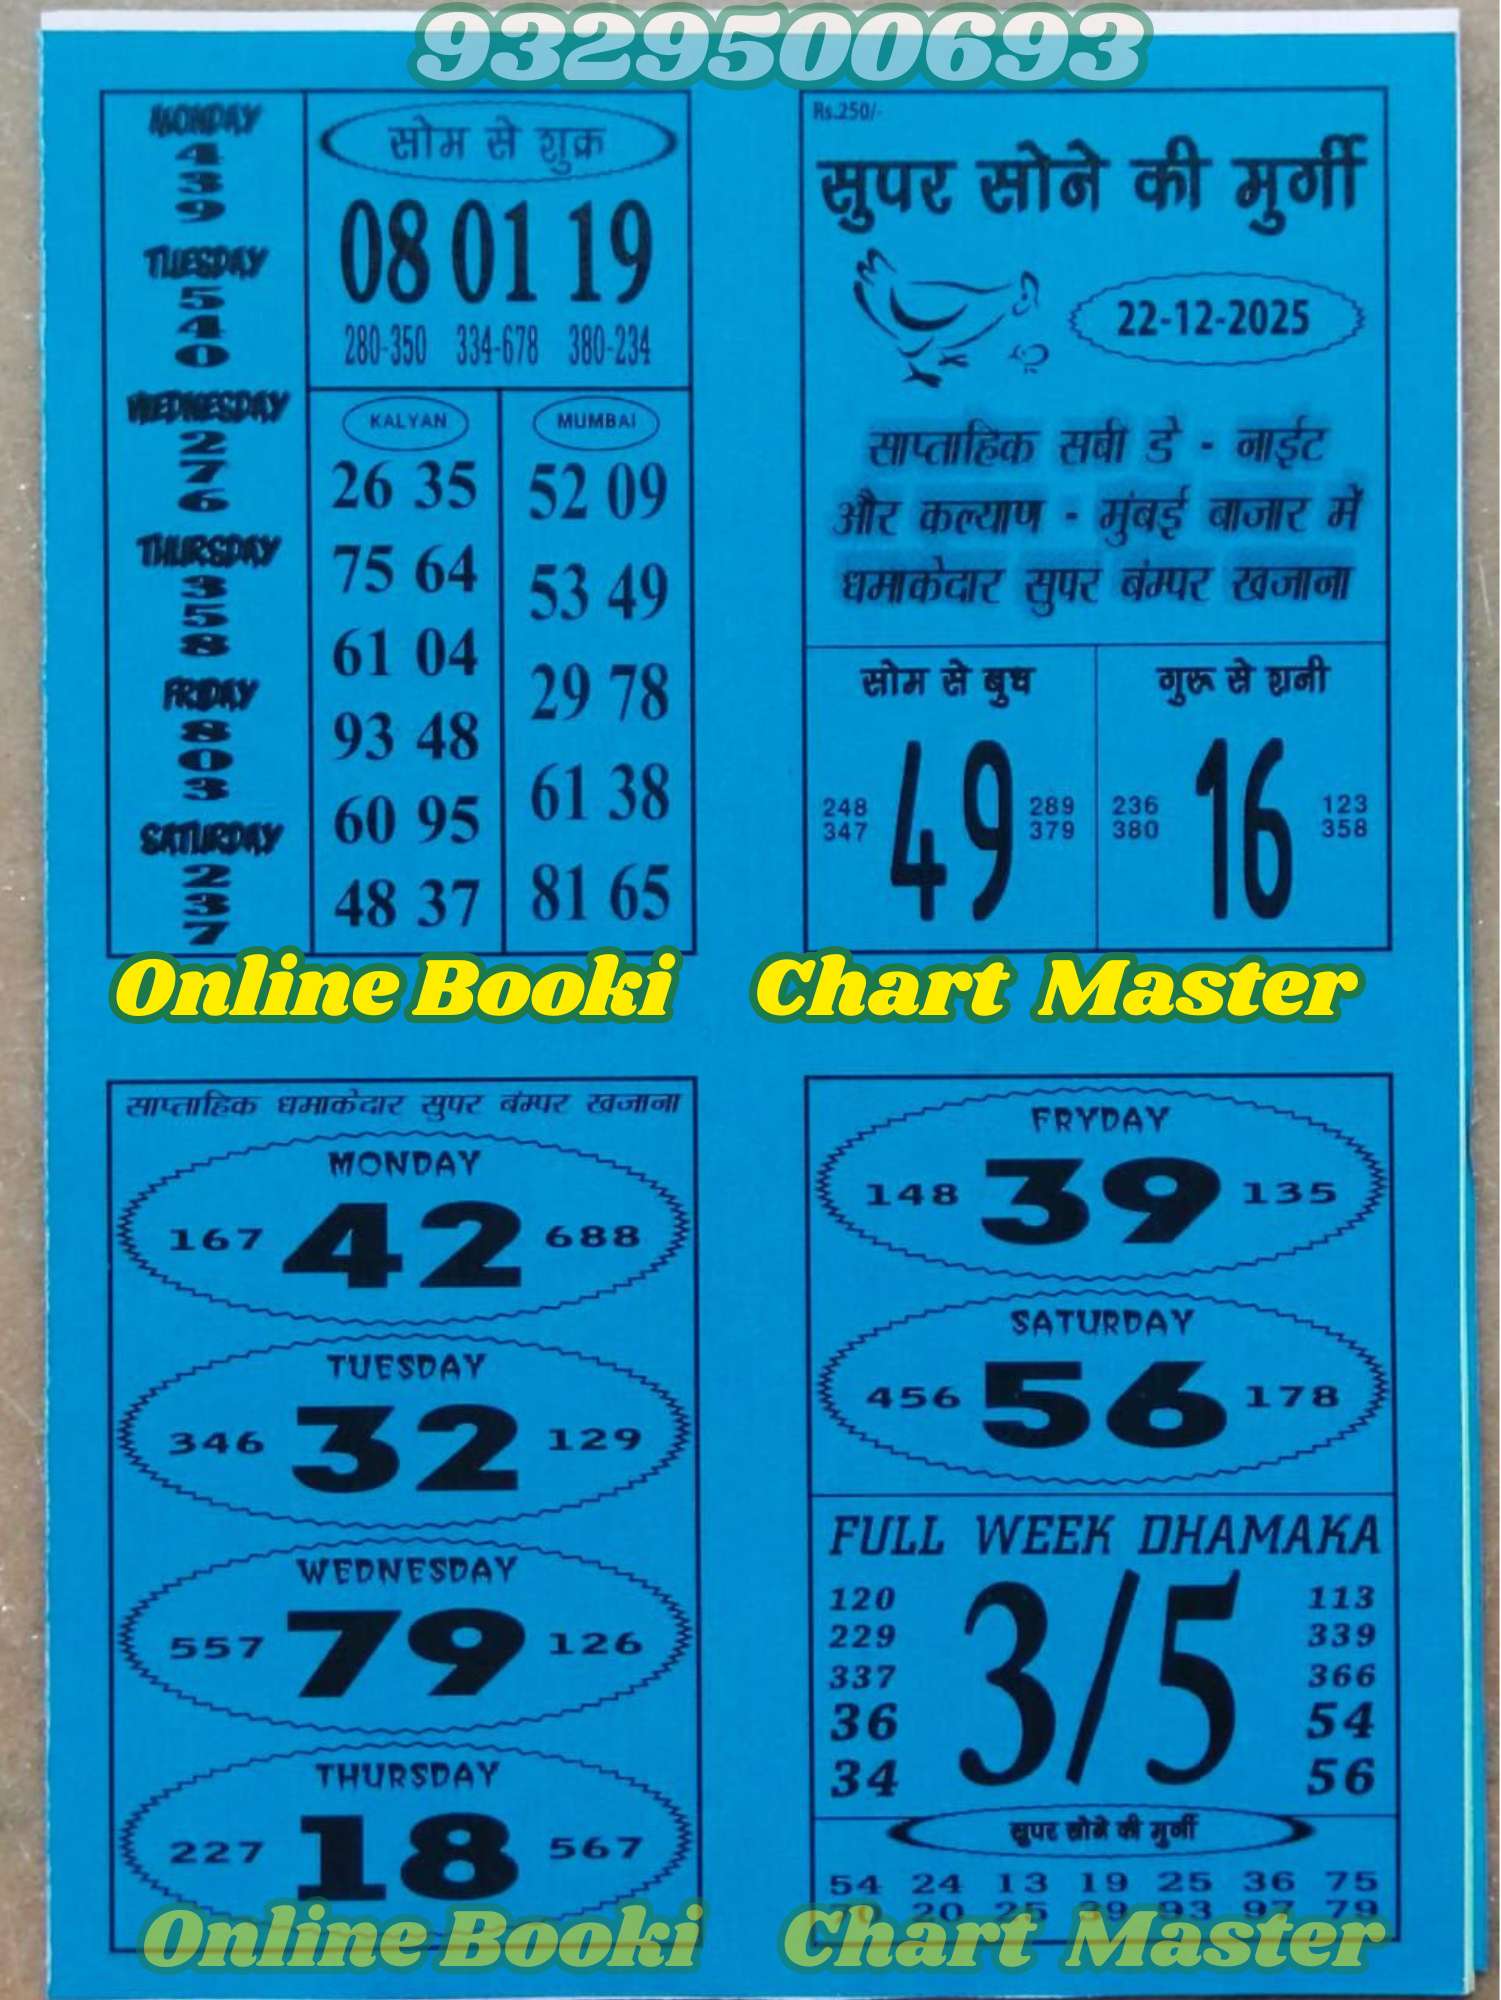 9329500693
MONDAY
4
3
9
TUESDAY
5
4
0
WEDNESDAY
2
7
6
THURSDAY
3
5
8
FRIDAY
8
0
3
SATURDAY
2
3
7
सोम से शुक्र
08 01 19
280-350 334-678 380-234
KALYAN
26 35
75 64
61 04
93 48
60 95
48 37
MUMBAI
52 09
53 49
29 78
61 38
81 65
Rs.250/-
सुपर सोने की मुर्गी
22-12-2025
साप्ताहिक सबी डे - नाईट
और कल्याण - मुंबई बाजार में
धमाकेदार सुपर बंम्पर खजाना
सोम से बुध
49
248
347
289
379
गुरू से शनी
16
236
380
123
358
Online Booki Chart Master
साप्ताहिक धमाकेदार सुपर बंम्पर खजाना
MONDAY
167 42 688
TUESDAY
346 32 129
WEDNESDAY
557 79 126
THURSDAY
227 18 567
FRYDAY
148 39 135
SATURDAY
456 56 178
FULL WEEK DHAMAKA
3/5
120
229
337
36
34
113
339
366
54
56
सुपर सोने की मुर्गी
54 24 13 19 25 36 75
20 25 39 93 97 79
Online Booki Chart Master